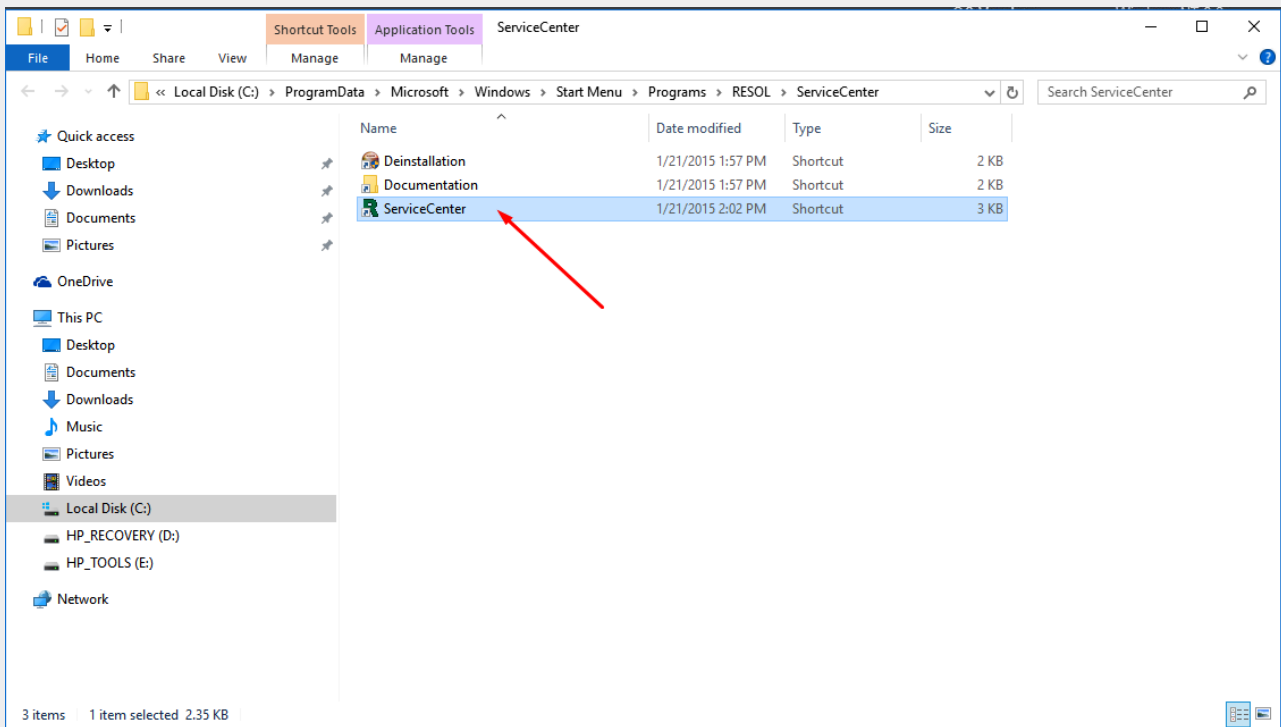 Shortcut Tools
Application Tools
ServiceCenter
File
Home
Share
View
Manage
Manage
« Local Disk (C:) › ProgramData › Microsoft › Windows › Start Menu › Programs › RESOL › ServiceCenter
Search ServiceCenter
Name
Date modified
Type
Size
Deinstallation 1/21/2015 1:57 PM Shortcut 2 KB
Documentation 1/21/2015 1:57 PM Shortcut 2 KB
ServiceCenter 1/21/2015 2:02 PM Shortcut 3 KB
Quick access
Desktop
Downloads
Documents
Pictures
OneDrive
This PC
Desktop
Documents
Downloads
Music
Pictures
Videos
Local Disk (C:)
HP_RECOVERY (D:)
HP_TOOLS (E:)
Network
3 items 1 item selected 2.35 KB